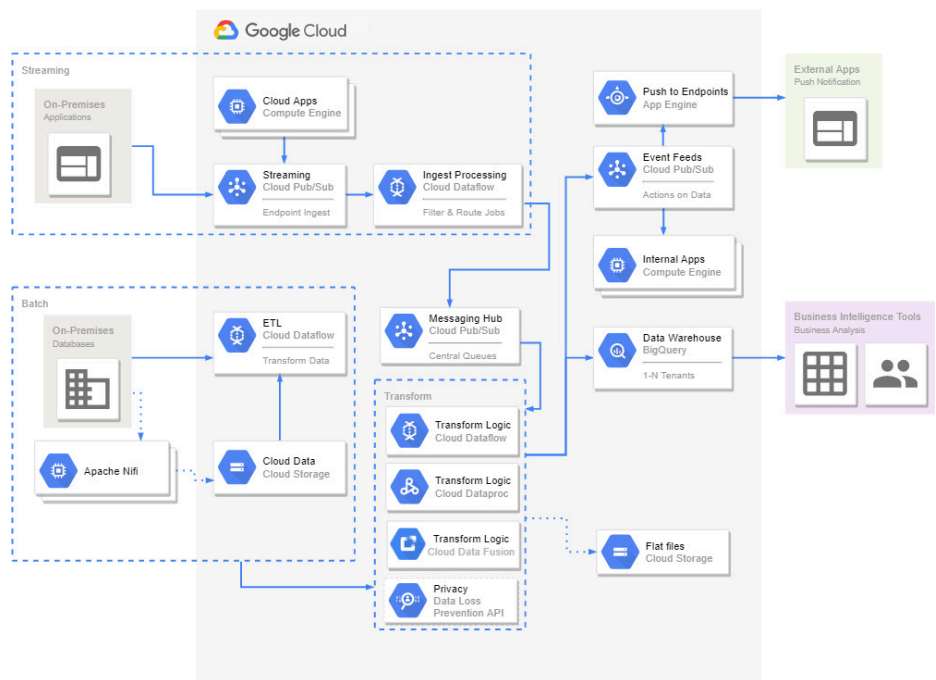 Google Cloud
Streaming
On-Premises
Applications
Cloud Apps
Compute Engine
Streaming
Cloud Pub/Sub
Endpoint Ingest
Ingest Processing
Cloud Dataflow
Filter & Route Jobs
Push to Endpoints
App Engine
External Apps
Push Notification
Event Feeds
Cloud Pub/Sub
Actions on Data
Internal Apps
Compute Engine
Batch
On-Premises
Databases
ETL
Cloud Dataflow
Transform Data
Messaging Hub
Cloud Pub/Sub
Central Queues
Data Warehouse
BigQuery
1-N Tenants
Business Intelligence Tools
Business Analysis
Apache Nifi
Cloud Data
Cloud Storage
Transform
Transform Logic
Cloud Dataflow
Transform Logic
Cloud Dataproc
Transform Logic
Cloud Data Fusion
Privacy
Data Loss
Prevention API
Flat files
Cloud Storage